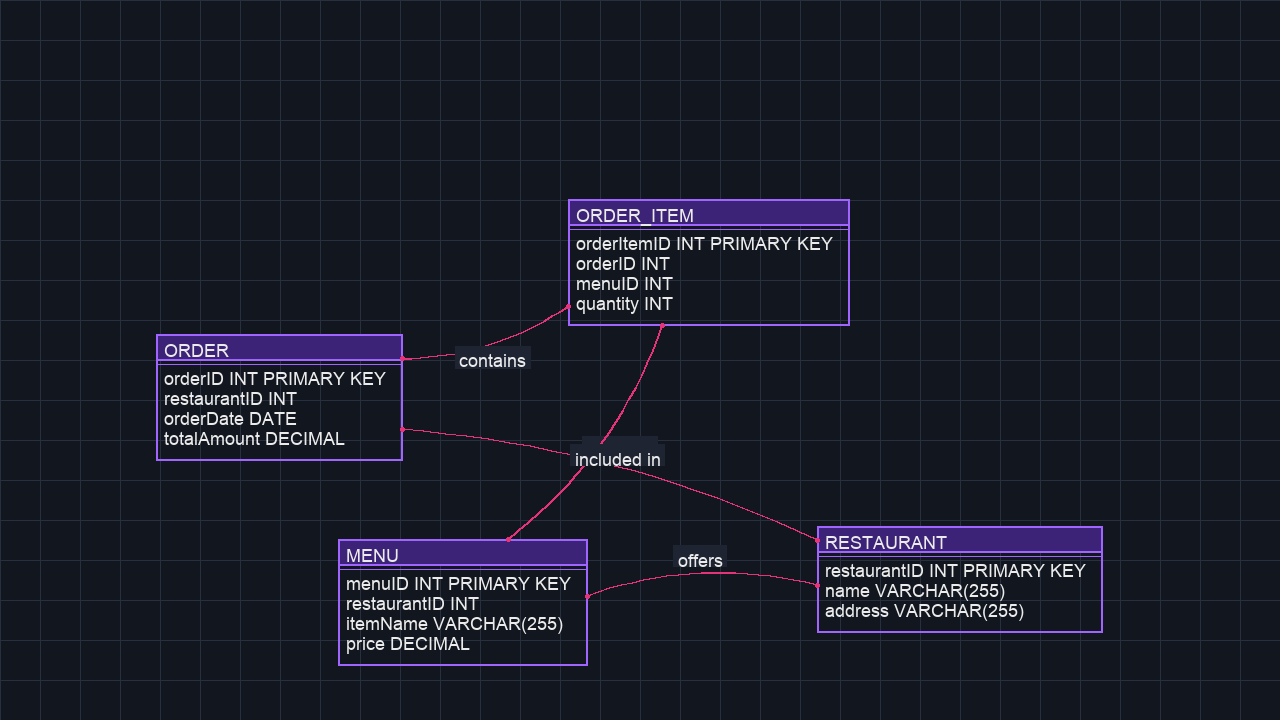 ORDER_ITEM
orderItemID INT PRIMARY KEY
orderID INT
menuID INT
quantity INT
ORDER
orderID INT PRIMARY KEY
restaurantID INT
orderDate DATE
totalAmount DECIMAL
contains
included in
MENU
menuID INT PRIMARY KEY
restaurantID INT
itemName VARCHAR(255)
price DECIMAL
offers
RESTAURANT
restaurantID INT PRIMARY KEY
name VARCHAR(255)
address VARCHAR(255)